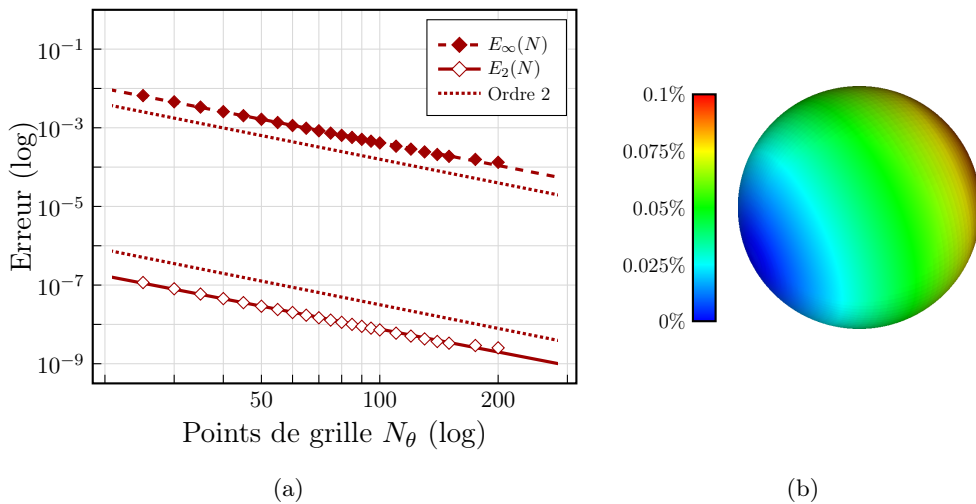 10^−1
10^−3
10^−5
10^−7
10^−9
Erreur (log)
E∞(N)
E2(N)
Ordre 2
50
100
200
Points de grille Nθ (log)
(a)
0.1%
0.075%
0.05%
0.025%
0%
(b)